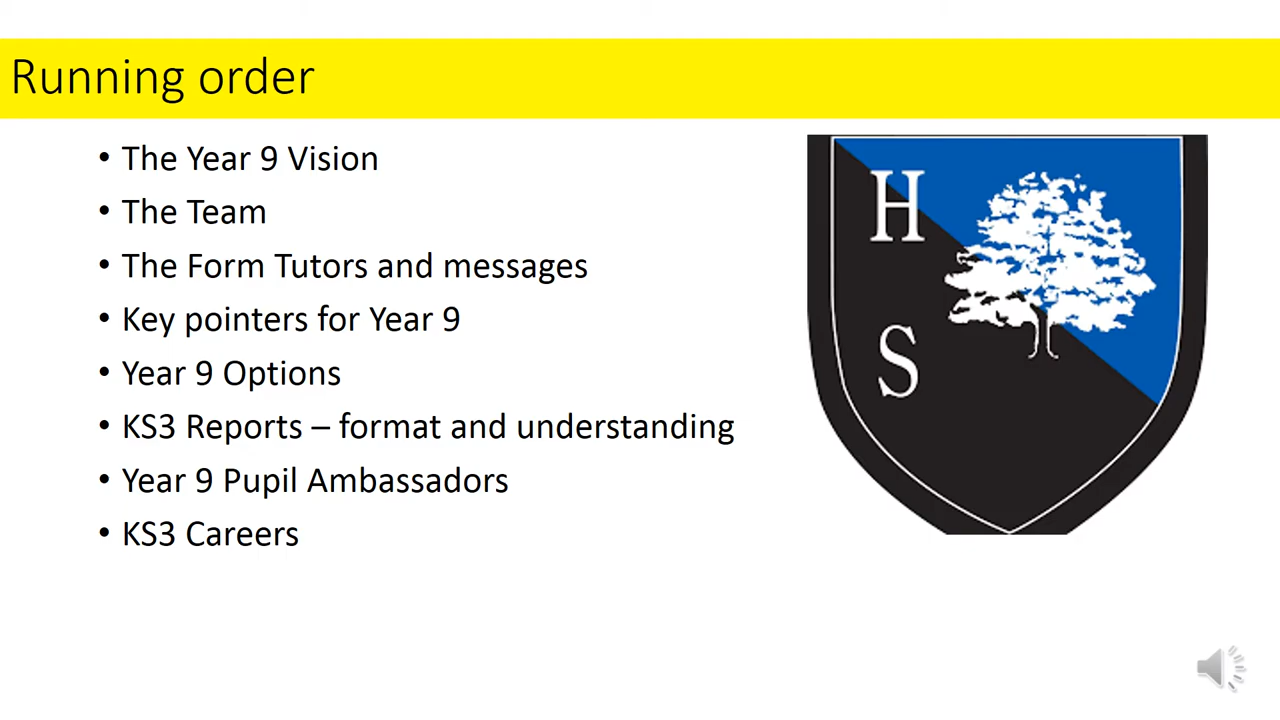 Running order
• The Year 9 Vision
• The Team
• The Form Tutors and messages
• Key pointers for Year 9
• Year 9 Options
• KS3 Reports – format and understanding
• Year 9 Pupil Ambassadors
• KS3 Careers
H
S